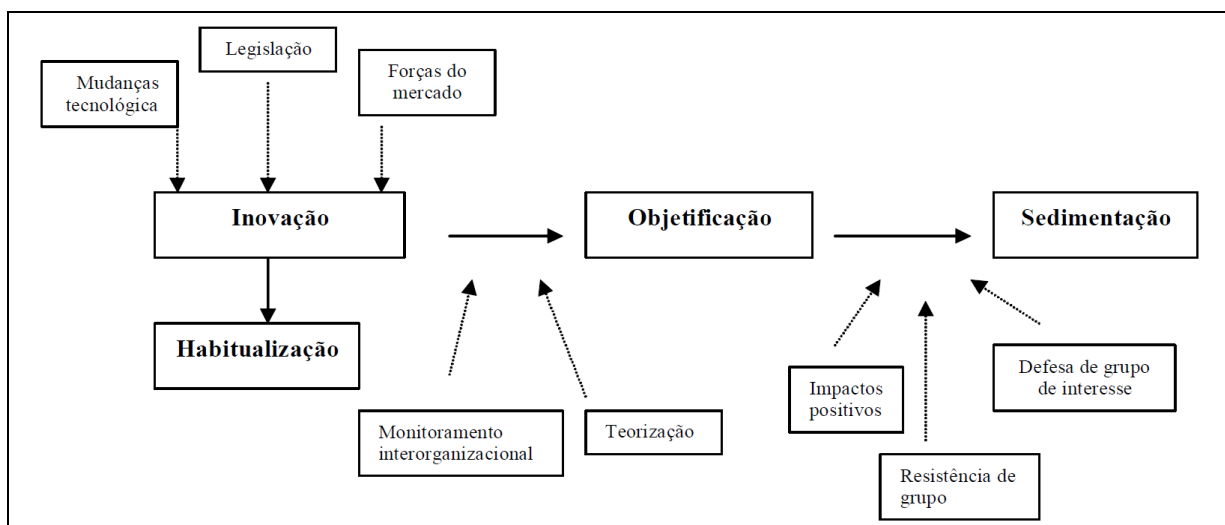 Legislação
Mudanças
tecnológica
Forças do
mercado
Inovação
Objetificação
Sedimentação
Habitualização
Monitoramento
interorganizacional
Teorização
Impactos
positivos
Defesa de grupo
de interesse
Resistência de
grupo